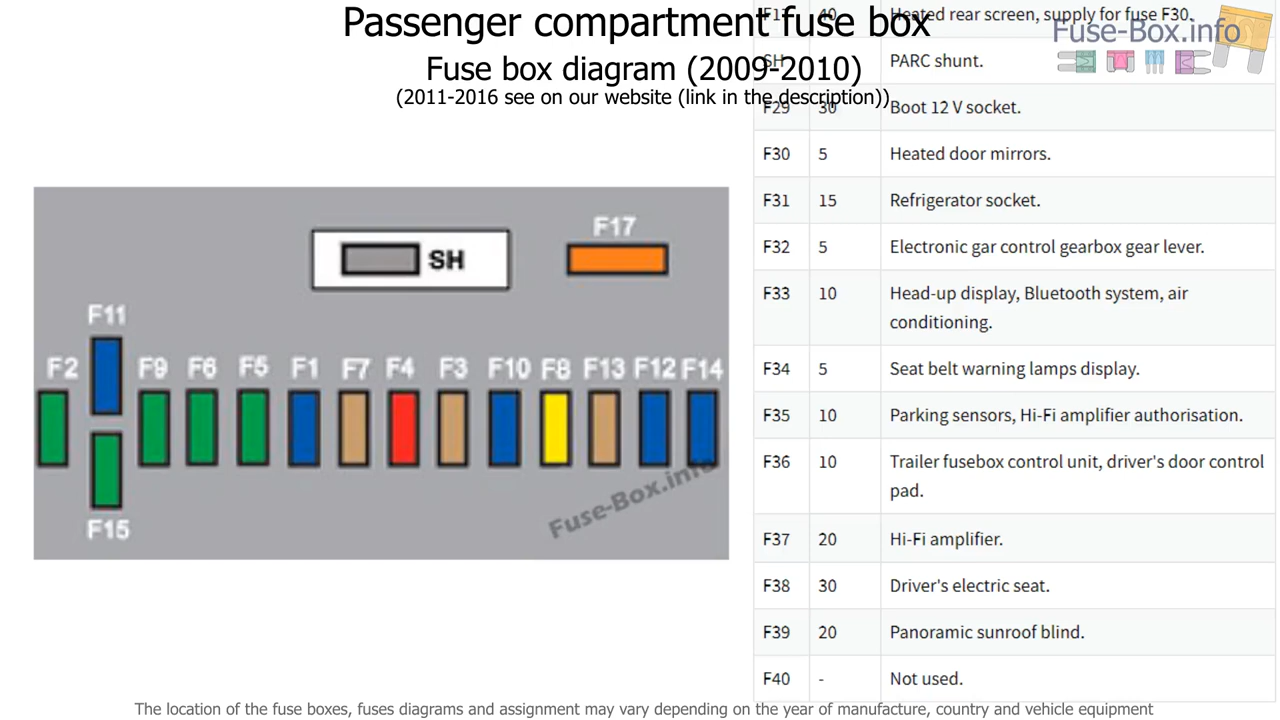 Passenger compartment fuse box
Fuse box diagram (2009-2010)
(2011-2016 see on our website (link in the description))
Fuse-Box.info
F11
F2
F9 F6 F5 F1 F7 F4 F3 F10 F8 F13 F12 F14
F15
SH
F17
Fuse-Box.info
F17 40 Heated rear screen, supply for fuse F30.
SH PARC shunt.
F29 30 Boot 12 V socket.
F30 5 Heated door mirrors.
F31 15 Refrigerator socket.
F32 5 Electronic gar control gearbox gear lever.
F33 10 Head-up display, Bluetooth system, air
conditioning.
F34 5 Seat belt warning lamps display.
F35 10 Parking sensors, Hi-Fi amplifier authorisation.
F36 10 Trailer fusebox control unit, driver's door control
pad.
F37 20 Hi-Fi amplifier.
F38 30 Driver's electric seat.
F39 20 Panoramic sunroof blind.
F40 - Not used.
The location of the fuse boxes, fuses diagrams and assignment may vary depending on the year of manufacture, country and vehicle equipment